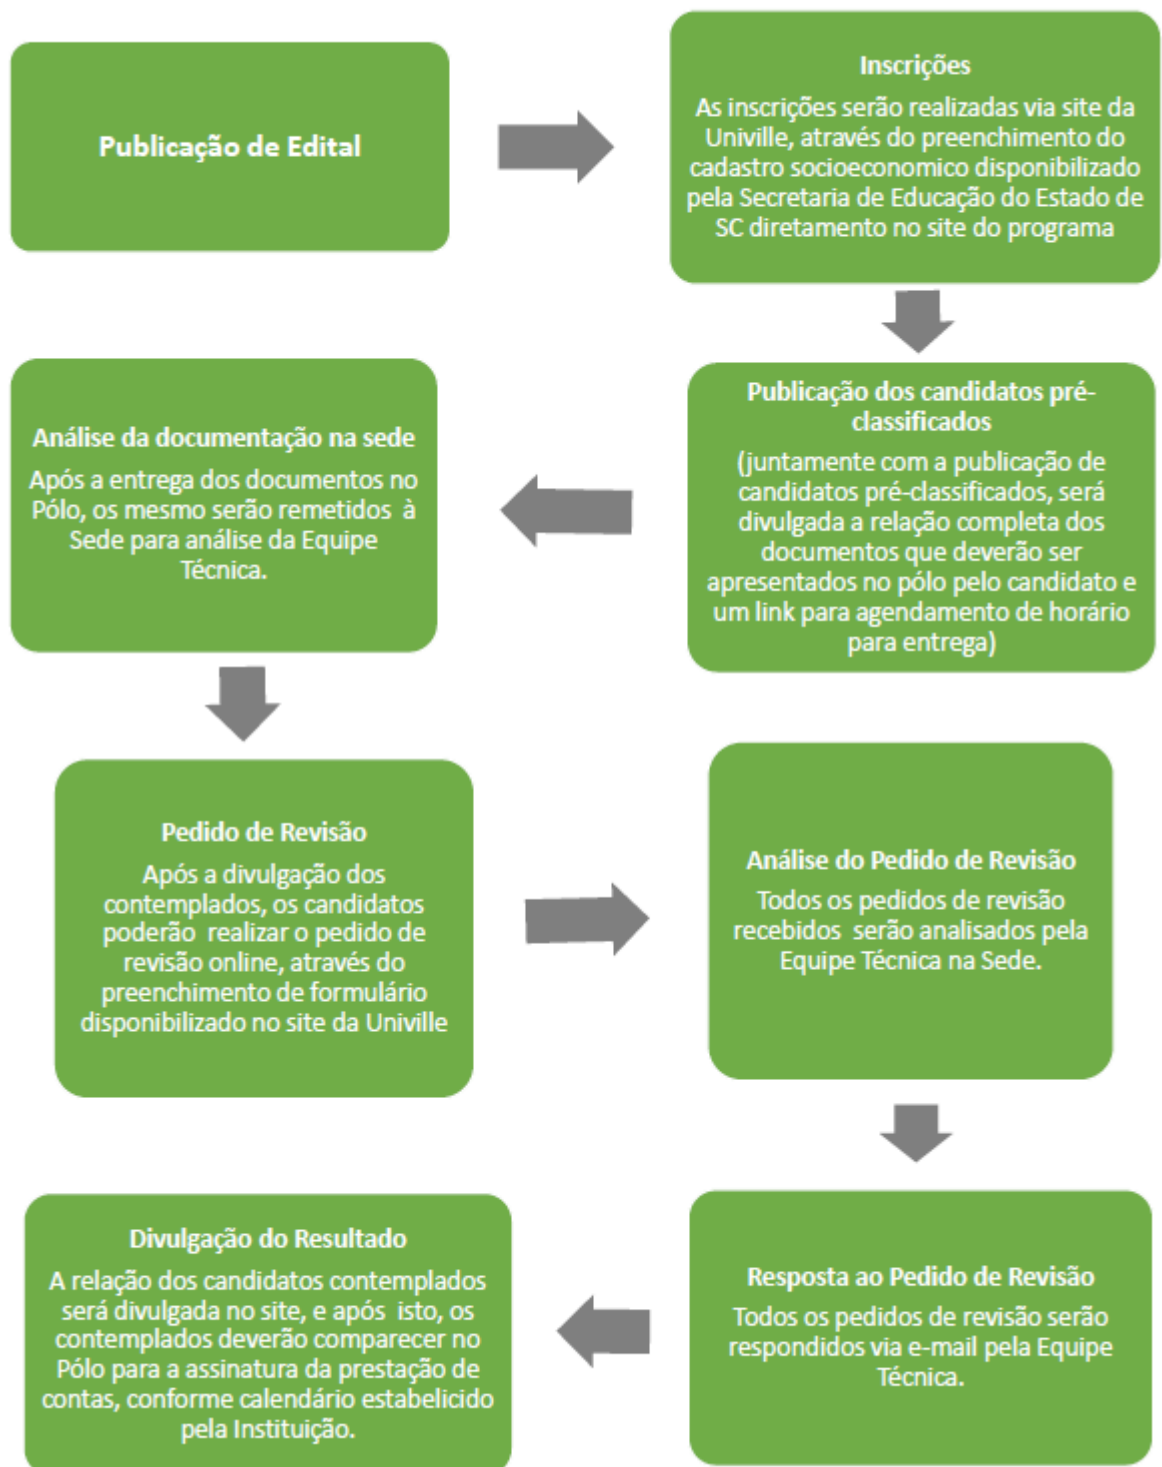 Publicação de Edital
Inscrições
As inscrições serão realizadas via site da
Univille, através do preenchimento do
cadastro socioeconomico disponibilizado
pela Secretaria de Educação do Estado de
SC diretamento no site do programa
Publicação dos candidatos pré-
classificados
(juntamente com a publicação de
candidatos pré-classificados, será
divulgada a relação completa dos
documentos que deverão ser
apresentados no pólo pelo candidato e
um link para agendamento de horário
para entrega)
Análise da documentação na sede
Após a entrega dos documentos no
Pólo, os mesmo serão remetidos à
Sede para análise da Equipe
Técnica.
Pedido de Revisão
Após a divulgação dos
contemplados, os candidatos
poderão realizar o pedido de
revisão online, através do
preenchimento de formulário
disponibilizado no site da Univille
Análise do Pedido de Revisão
Todos os pedidos de revisão
recebidos serão analisados pela
Equipe Técnica na Sede.
Resposta ao Pedido de Revisão
Todos os pedidos de revisão serão
respondidos via e-mail pela Equipe
Técnica.
Divulgação do Resultado
A relação dos candidatos contemplados
será divulgada no site, e após isto, os
contemplados deverão comparecer no
Pólo para a assinatura da prestação de
contas, conforme calendário estabelicido
pela Instituição.